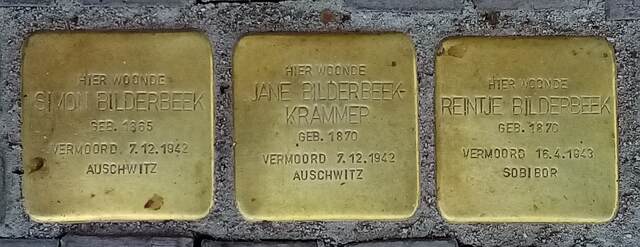 HIER WOONDE
SIMON BILDERBEEK
GEB. 1865
VERMOORD 7.12.1942
AUSCHWITZ
HIER WOONDE
JANE BILDERBEEK-
KRAMMER
GEB. 1870
VERMOORD 7.12.1942
AUSCHWITZ
HIER WOONDE
REINTJE BILDERBEEK
GEB. 1870
VERMOORD 16.4.1943
SOBIBOR